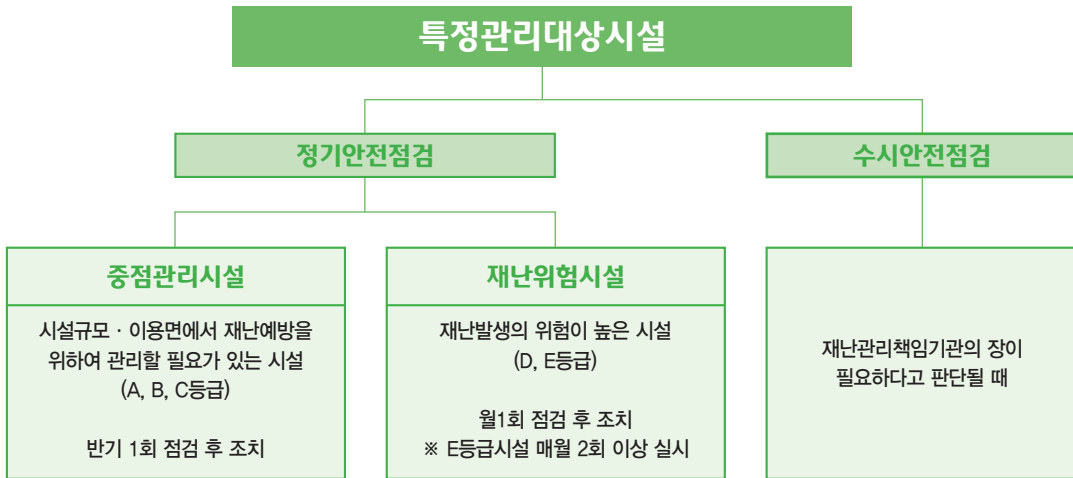 특정관리대상시설
정기안전점검
수시안전점검
중점관리시설
시설규모 · 이용면에서 재난예방을
위하여 관리할 필요가 있는 시설
(A, B, C등급)
반기 1회 점검 후 조치
재난위험시설
재난발생의 위험이 높은 시설
(D, E등급)
월1회 점검 후 조치
※ E등급시설 매월 2회 이상 실시
재난관리책임기관의 장이
필요하다고 판단될 때